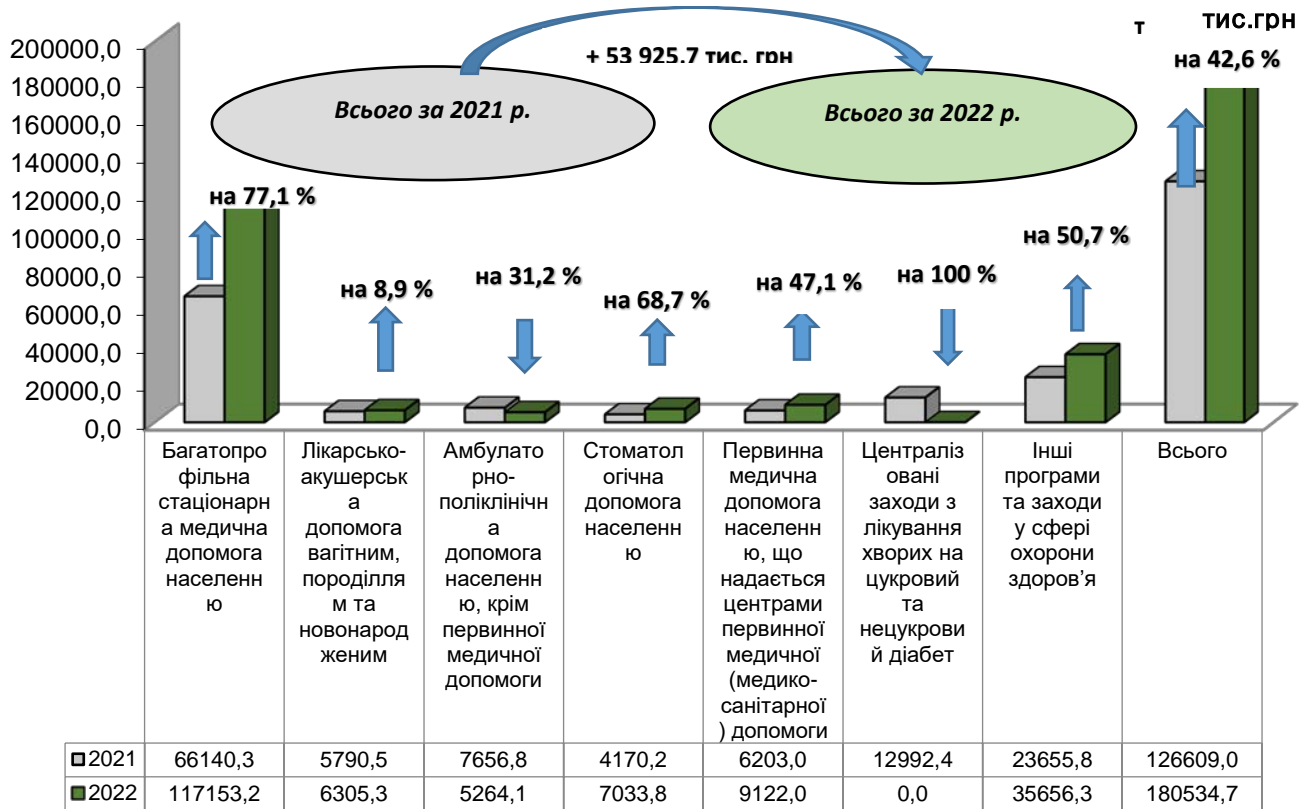 т
тис.грн
+ 53 925,7 тис. грн
на 42,6 %
Всього за 2021 р.
Всього за 2022 р.
200000,0
180000,0
160000,0
140000,0
120000,0
100000,0
80000,0
60000,0
40000,0
20000,0
0,0
на 77,1 %
на 8,9 %
на 31,2 %
на 68,7 %
на 47,1 %
на 100 %
на 50,7 %
Багатопро
фільна
стаціонарн
а медична
допомога
населенн
ю
Лікарсько-
акушерськ
а
допомога
вагітним,
породілля
м та
новонарод
женим
Амбулато
рно-
поліклінічн
а
допомога
населенн
ю, крім
первинної
медичної
допомоги
Стоматол
огічна
допомога
населенн
ю
Первинна
медична
допомога
населенн
ю, що
надається
центрами
первинної
медичної
(медико-
санітарної
) допомоги
Централіз
овані
заходи з
лікування
хворих на
цукровий
та
нецукрови
й діабет
Інші
програми
та заходи
у сфері
охорони
здоров’я
Всього
2021 66140,3 5790,5 7656,8 4170,2 6203,0 12992,4 23655,8 126609,0
2022 117153,2 6305,3 5264,1 7033,8 9122,0 0,0 35656,3 180534,7